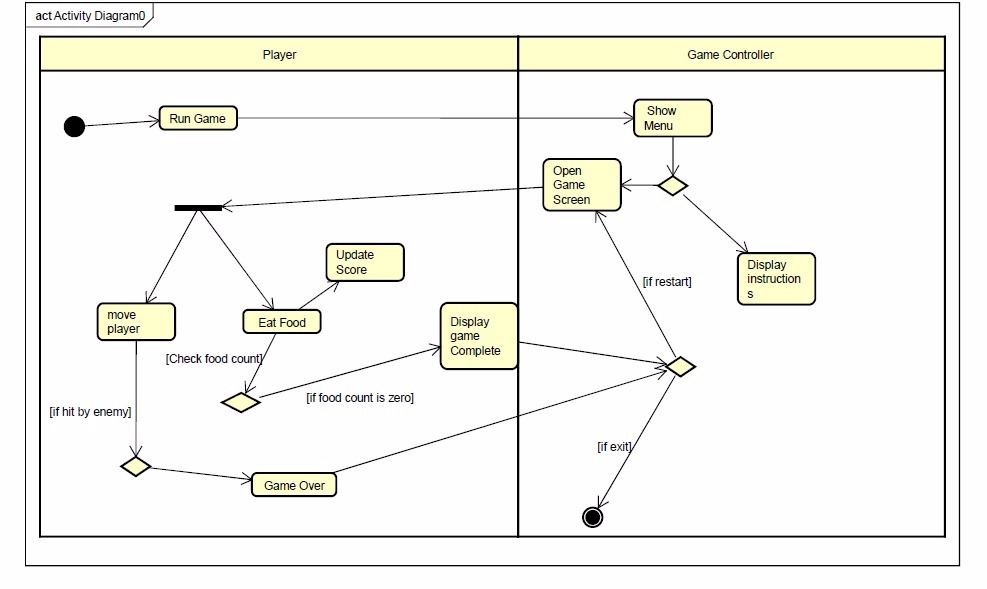 act Activity Diagram0
Player
Game Controller
Run Game
Show
Menu
Open
Game
Screen
Update
Score
Display
instruction
s
[if restart]
move
player
Eat Food
Display
game
Complete
[Check food count]
[if food count is zero]
[if hit by enemy]
[if exit]
Game Over